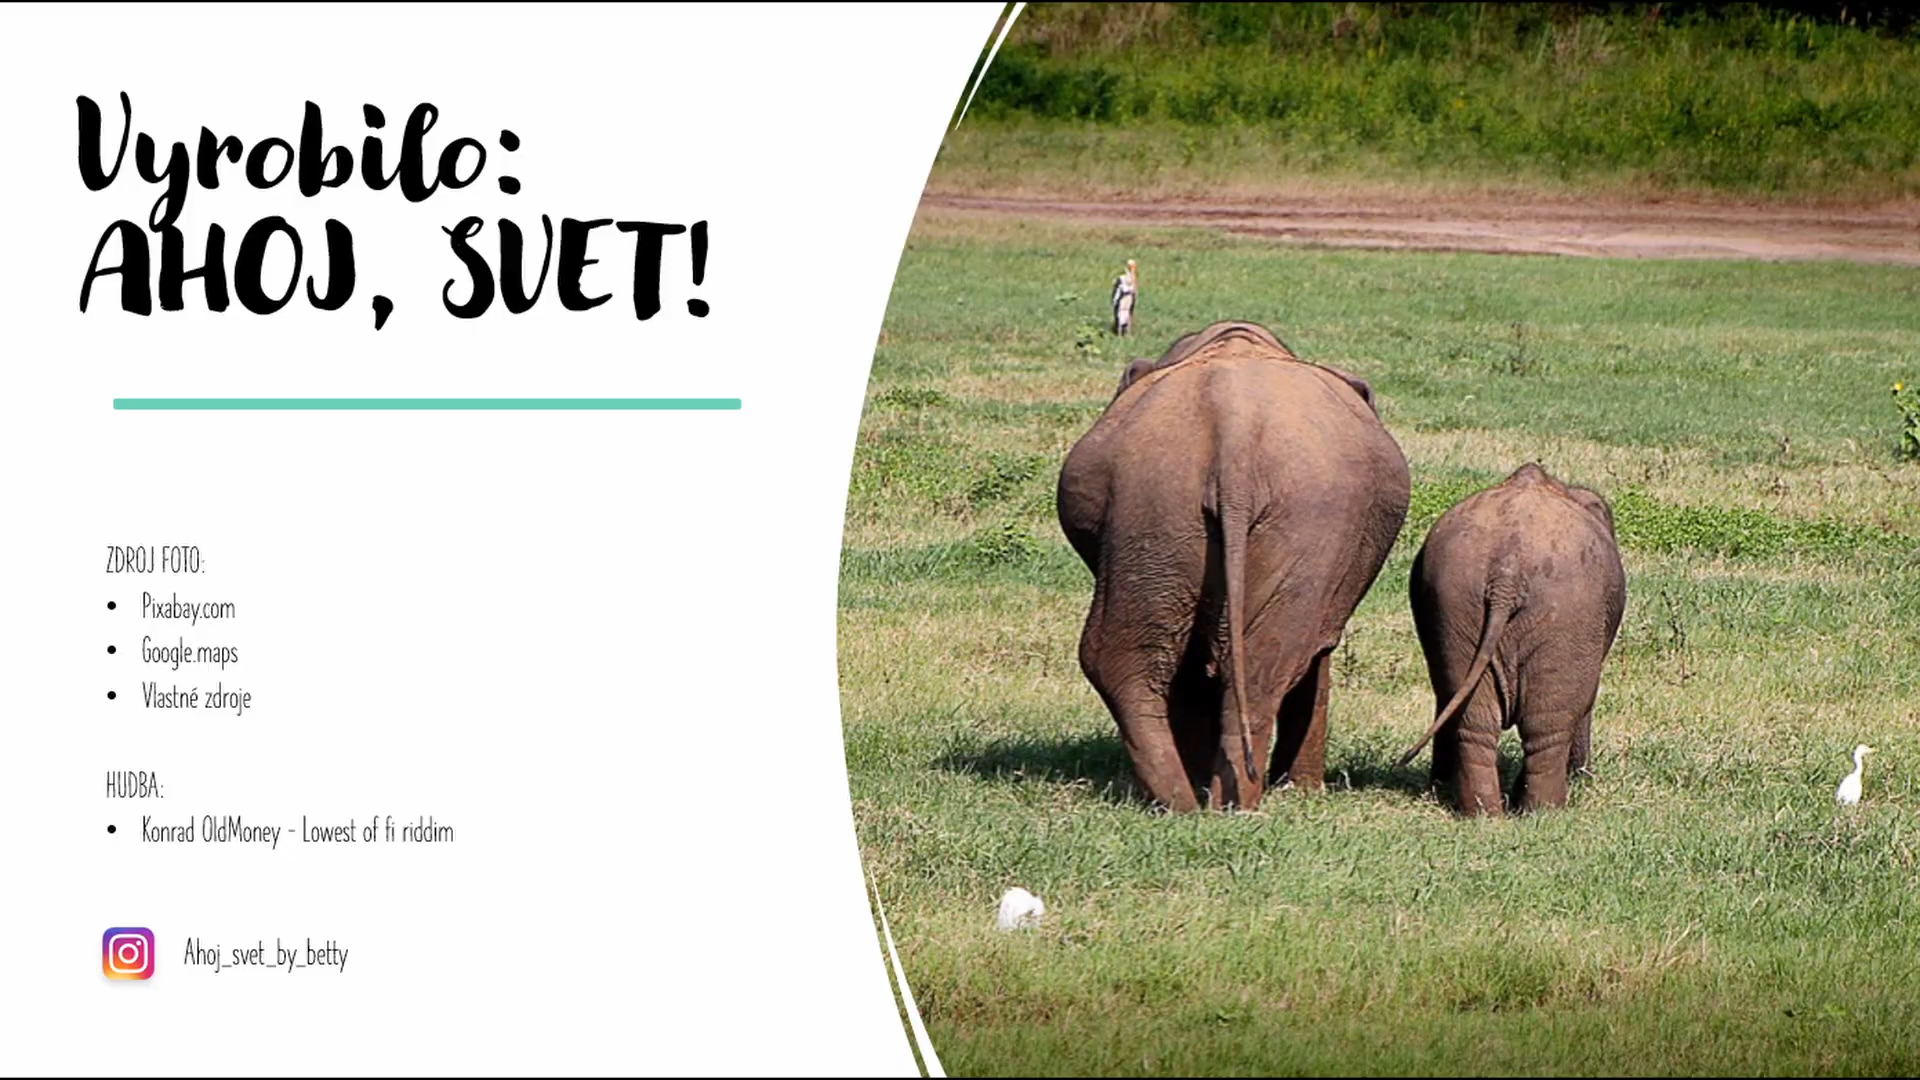 Vyrobilo:
AHOJ, SVET!
ZDROJ FOTO:
• Pixabay.com
• Google.maps
• Vlastné zdroje
HUDBA:
• Konrad OldMoney - Lowest of fi riddim
Ahoj_svet_by_betty